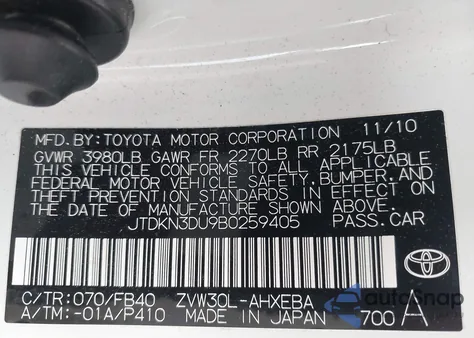 MFD.BY:TOYOTA MOTOR CORPORATION 11/10
GVWR 3980LB GAWR FR 2270LB RR 2175LB
THIS VEHICLE CONFORMS TO ALL APPLICABLE
FEDERAL MOTOR VEHICLE SAFETY,BUMPER,AND
THEFT PREVENTION STANDARDS IN EFFECT ON
THE DATE OF MANUFACTURE SHOWN ABOVE.
JTDKN3DU9B0259405 PASS.CAR
C/TR:070/FB40 ZVW30L-AHXEBA
A/TM:-01A/P410 MADE IN JAPAN 700 A
TOYOTA
autoSnap